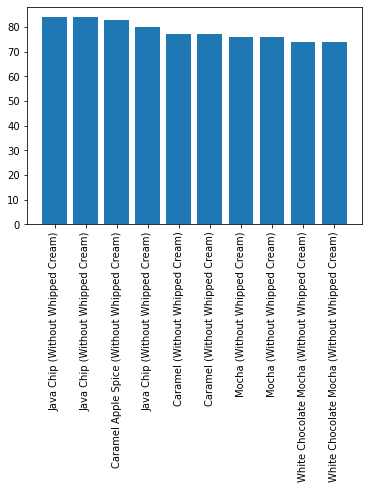 80
70
60
50
40
30
20
10
0
Java Chip (Without Whipped Cream)
Java Chip (Without Whipped Cream)
Caramel Apple Spice (Without Whipped Cream)
Java Chip (Without Whipped Cream)
Caramel (Without Whipped Cream)
Caramel (Without Whipped Cream)
Mocha (Without Whipped Cream)
Mocha (Without Whipped Cream)
White Chocolate Mocha (Without Whipped Cream)
White Chocolate Mocha (Without Whipped Cream)